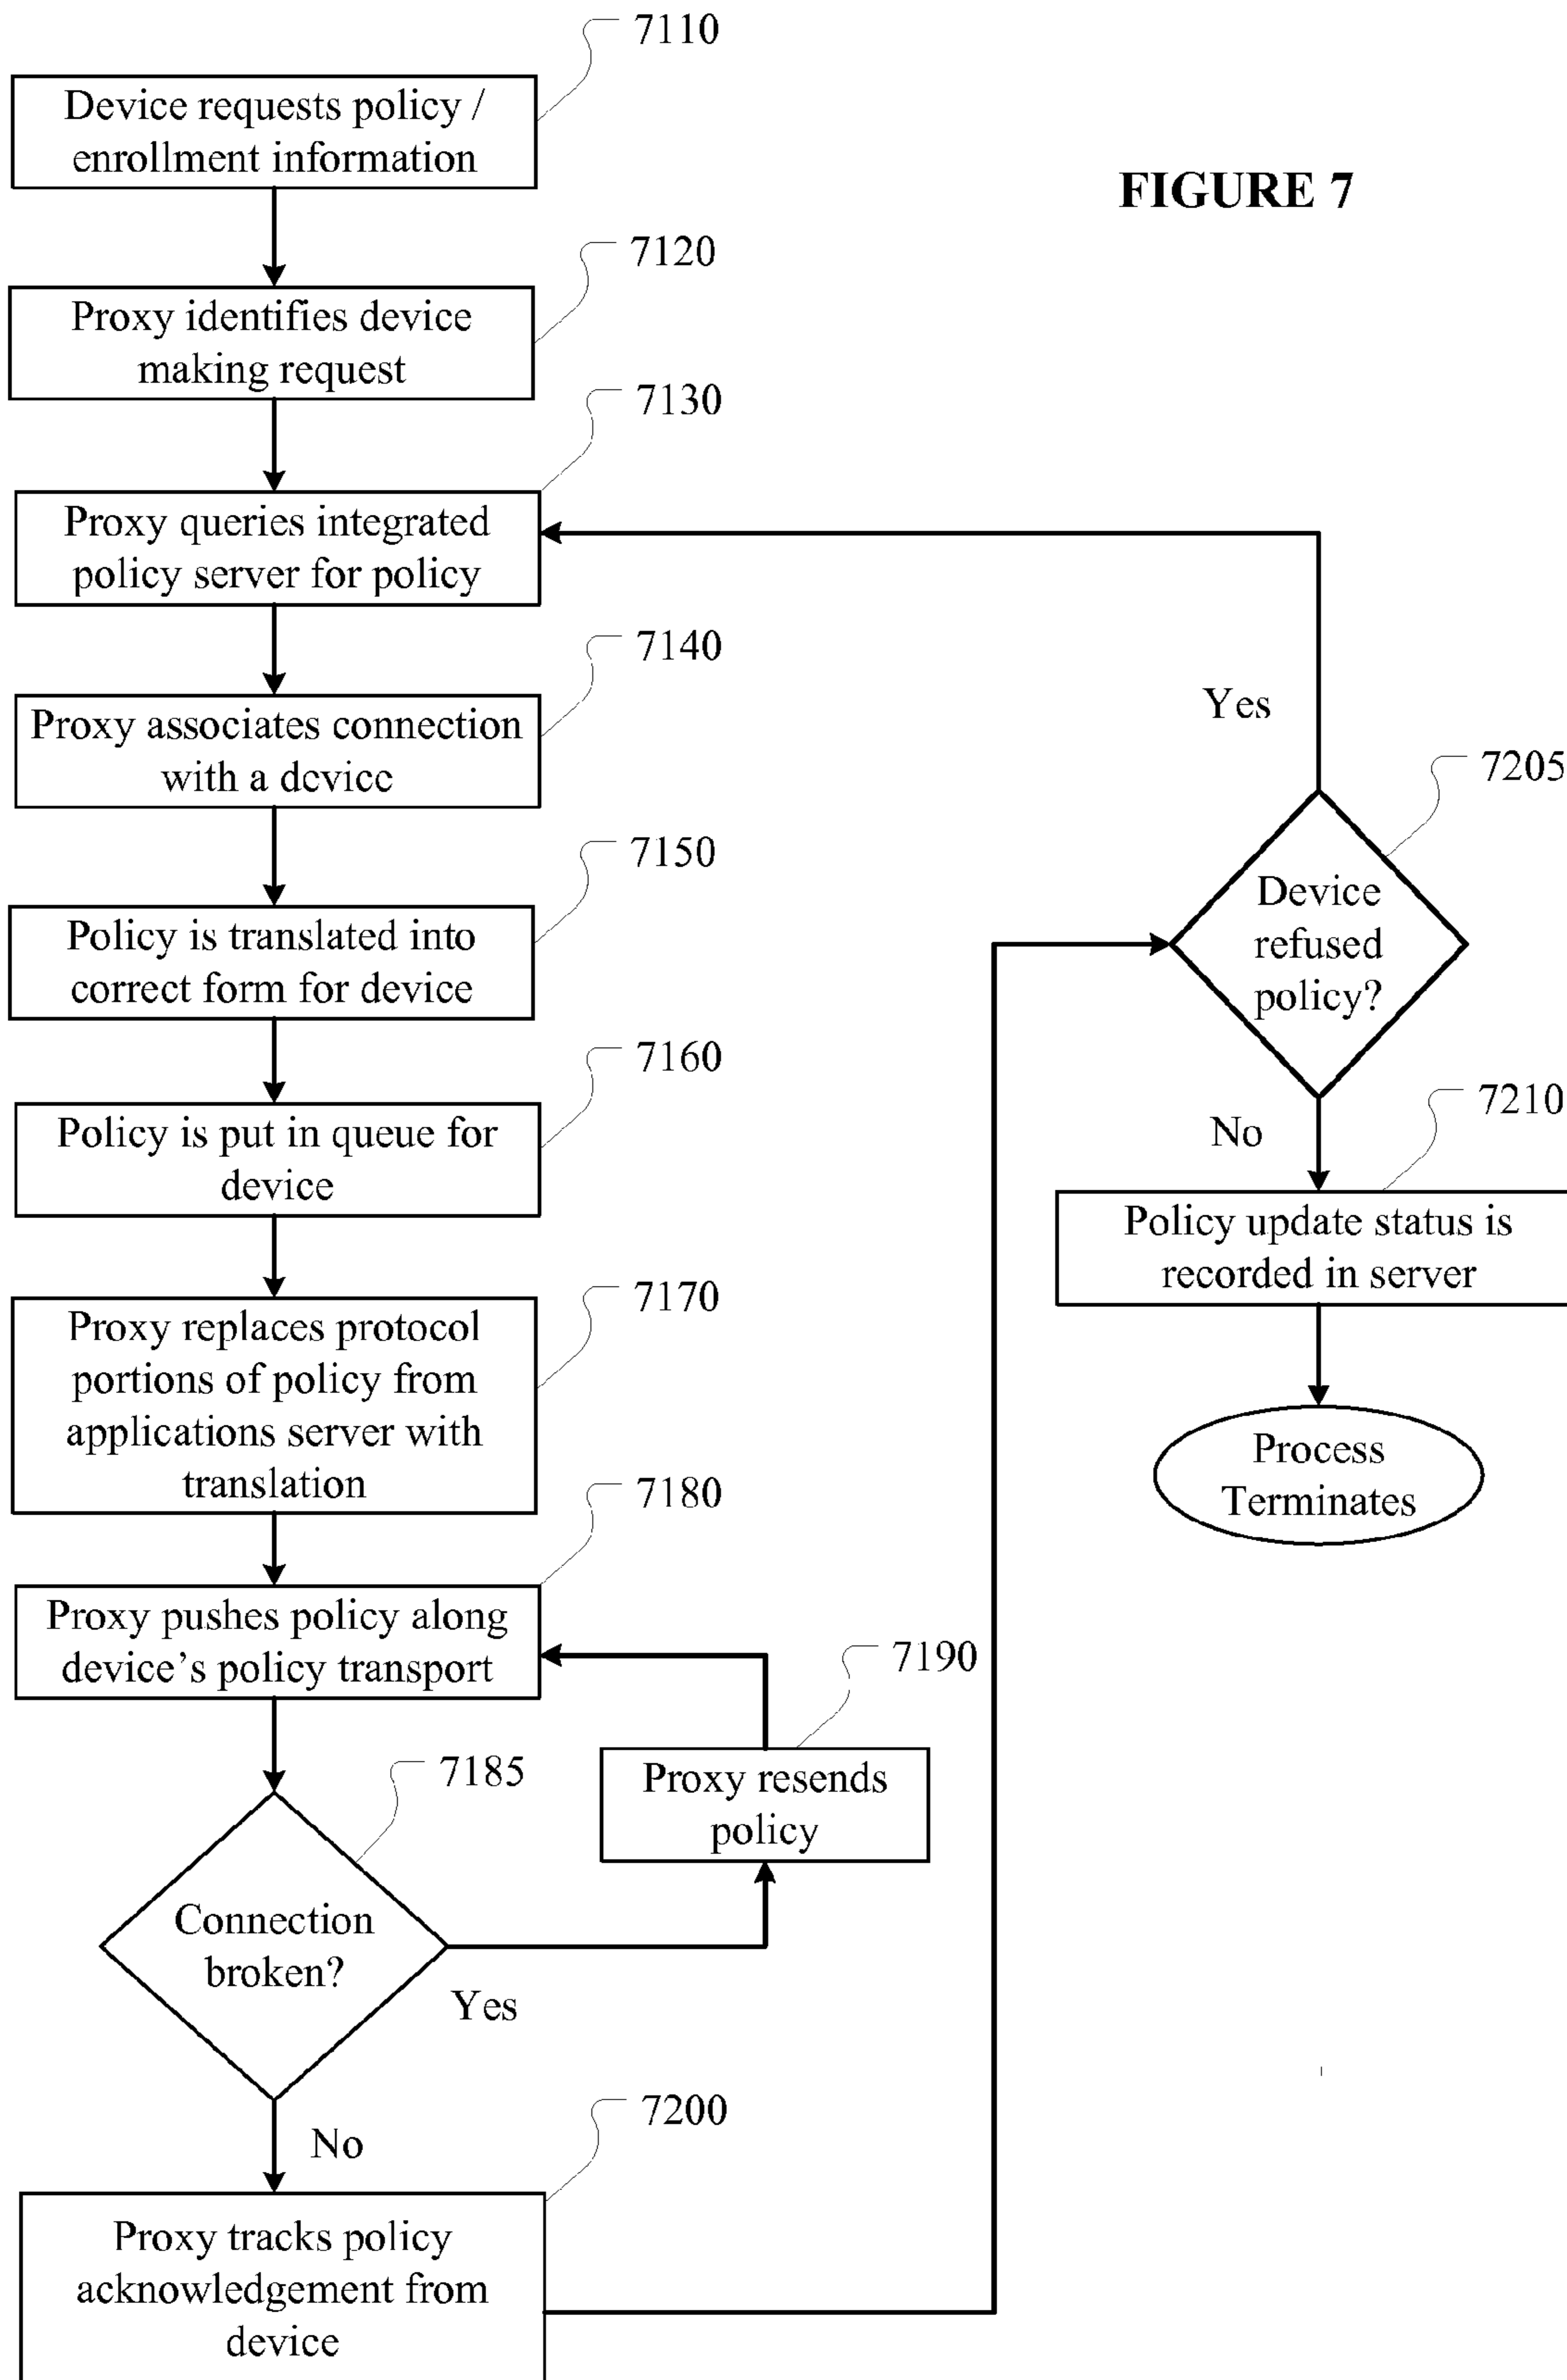 7110
Device requests policy /
enrollment information
FIGURE 7
7120
Proxy identifies device
making request
7130
Proxy queries integrated
policy server for policy
7140
Proxy associates connection
with a device
Yes
7205
7150
Policy is translated into
correct form for device
Device
refused
policy?
7160
Policy is put in queue for
device
7210
No
Policy update status is
recorded in server
7170
Proxy replaces protocol
portions of policy from
applications server with
translation
Process
Terminates
7180
Proxy pushes policy along
device's policy transport
7190
Proxy resends
policy
7185
Connection
broken?
Yes
No
7200
Proxy tracks policy
acknowledgement from
device